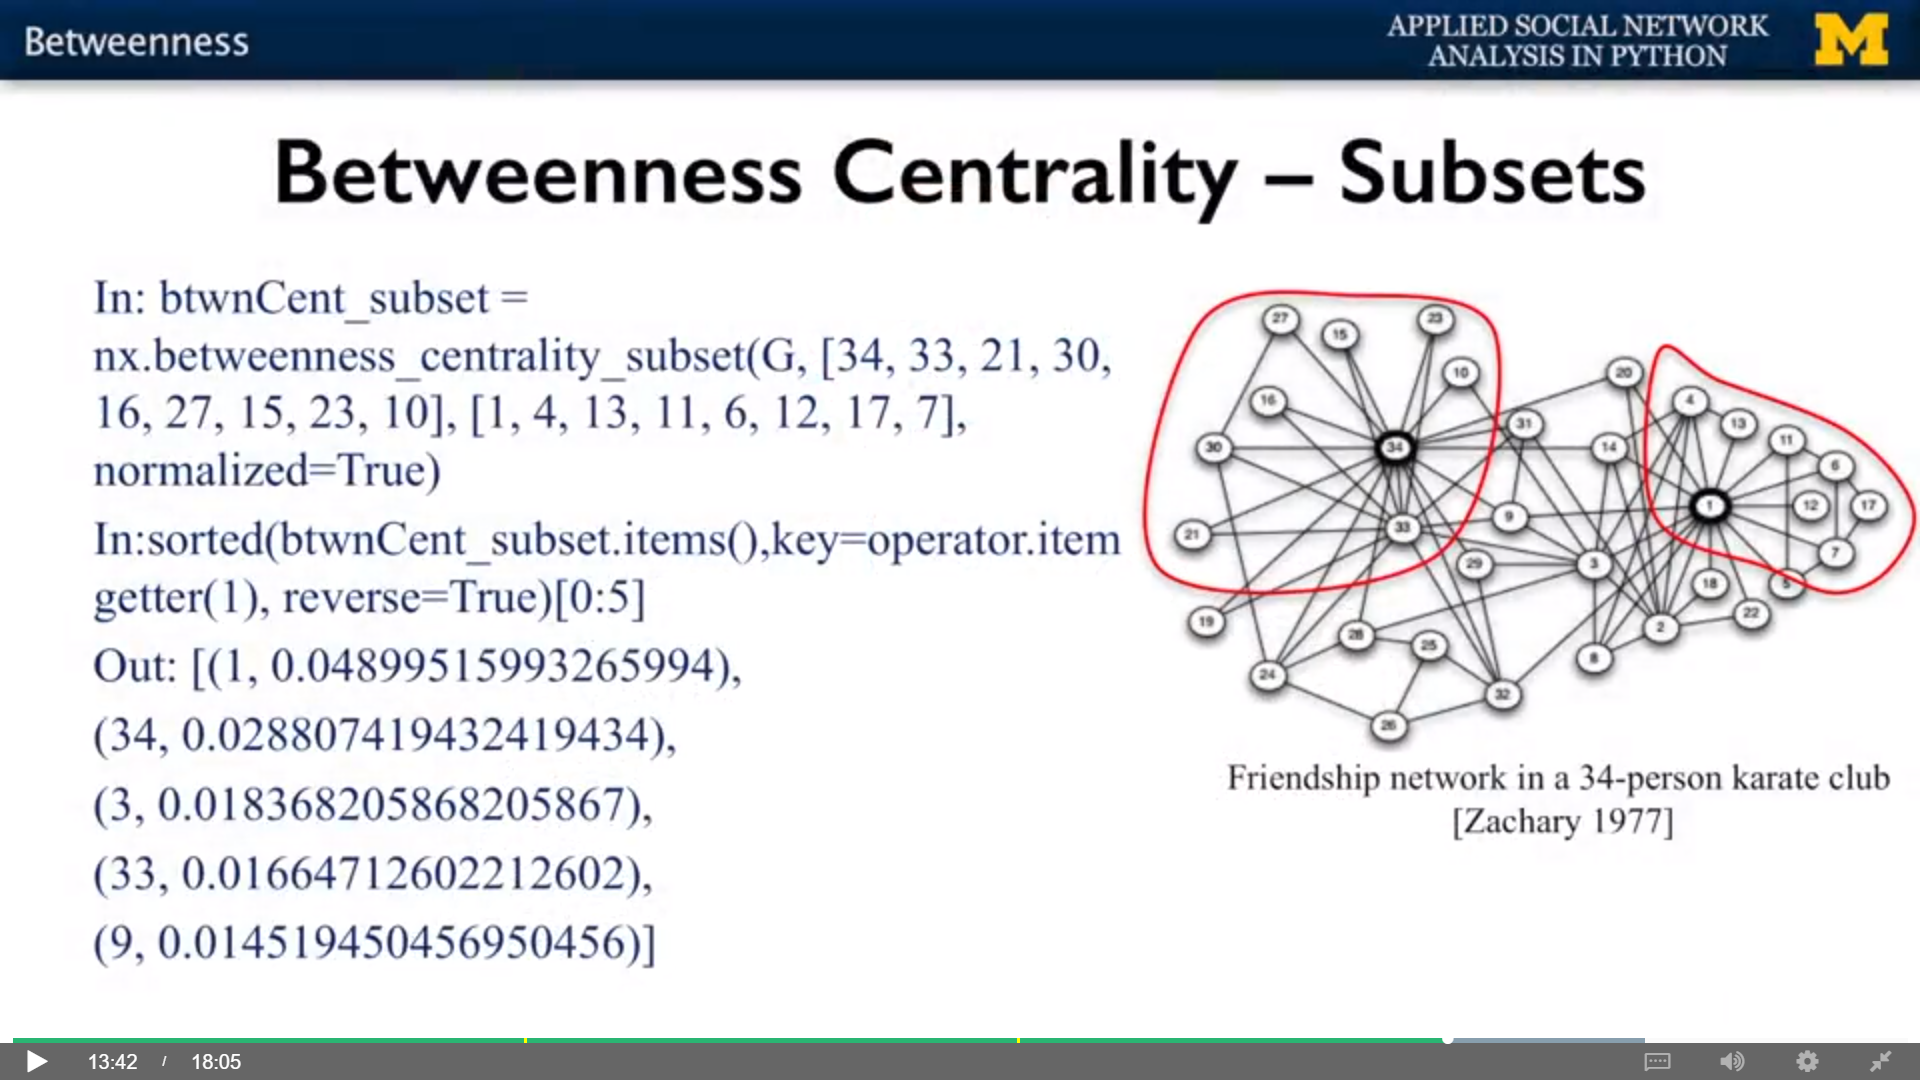 Betweenness
APPLIED SOCIAL NETWORK
ANALYSIS IN PYTHON
M
Betweenness Centrality – Subsets
In: btwnCent_subset =
nx.betweenness_centrality_subset(G, [34, 33, 21, 30,
16, 27, 15, 23, 10], [1, 4, 13, 11, 6, 12, 17, 7],
normalized=True)
In:sorted(btwnCent_subset.items(),key=operator.item
getter(1), reverse=True)[0:5]
Out: [(1, 0.04899515993265994),
(34, 0.028807419432419434),
(3, 0.018368205868205867),
(33, 0.01664712602212602),
(9, 0.014519450456950456)]
27
15
23
10
20
16
4
31
13
11
30
34
14
6
1
12
17
9
33
21
7
29
3
18
5
19
22
28
2
25
8
24
32
26
Friendship network in a 34-person karate club
[Zachary 1977]
13:42 / 18:05